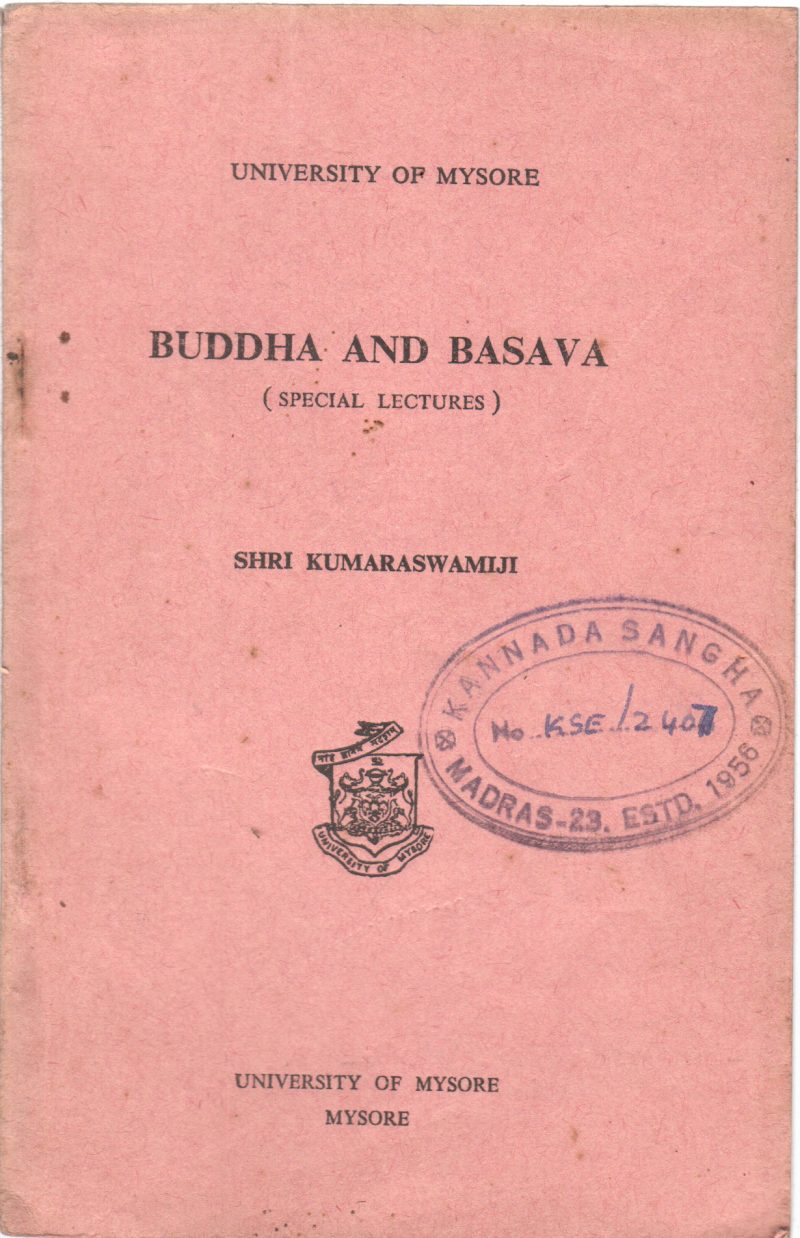 UNIVERSITY OF MYSORE
BUDDHA AND BASAVA
( SPECIAL LECTURES )
SHRI KUMARASWAMIJI
KANNADA SANGHA
No. KSE/2407
MADRAS-23. ESTD. 1956
UNIVERSITY OF MYSORE
UNIVERSITY OF MYSORE
MYSORE